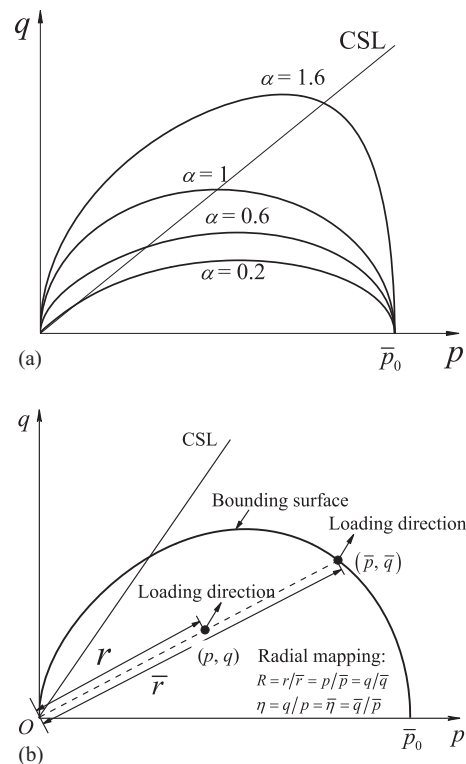 q
CSL
α = 1.6
α = 1
α = 0.6
α = 0.2
p̅₀
p
(a)
q
CSL
Bounding surface
Loading direction
(p̅, q̅)
Loading direction
r
(p, q)
r̅
Radial mapping:
R = r/r̅ = p/p̅ = q/q̅
η = q/p = η̅ = q̅/p̅
O
p̅₀
p
(b)